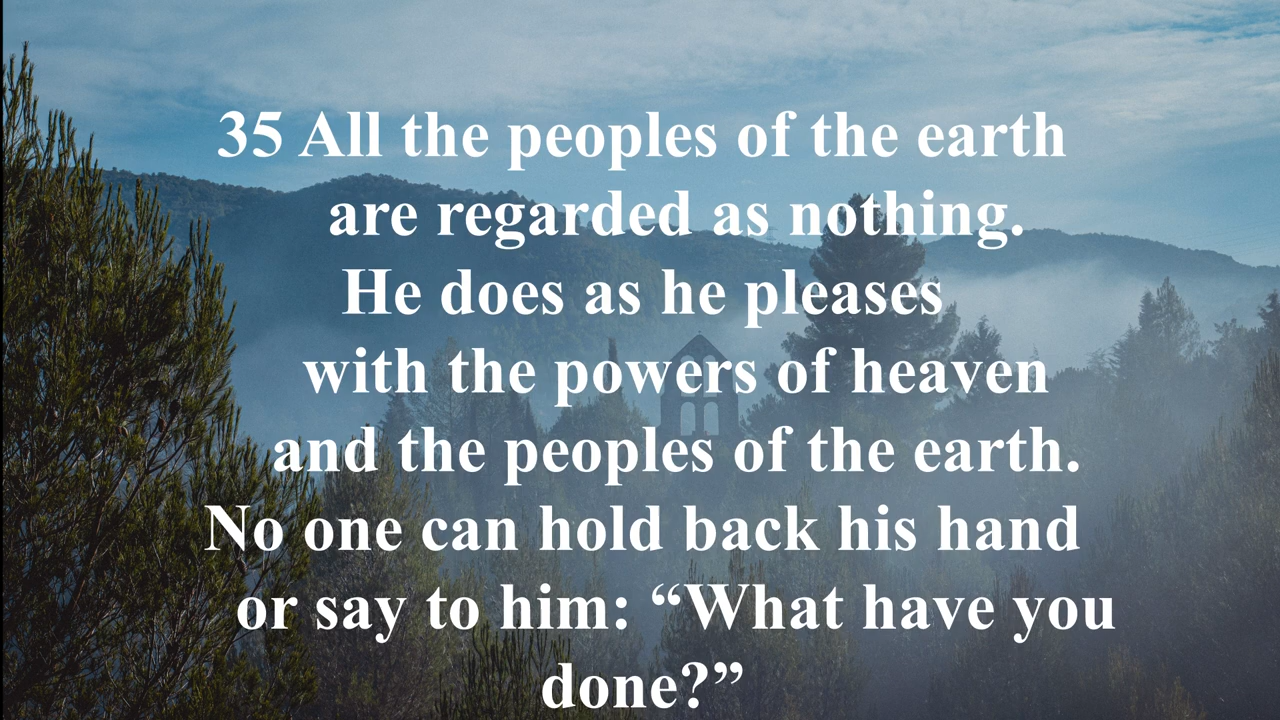 35 All the peoples of the earth
are regarded as nothing.
He does as he pleases
with the powers of heaven
and the peoples of the earth.
No one can hold back his hand
or say to him: “What have you
done?”